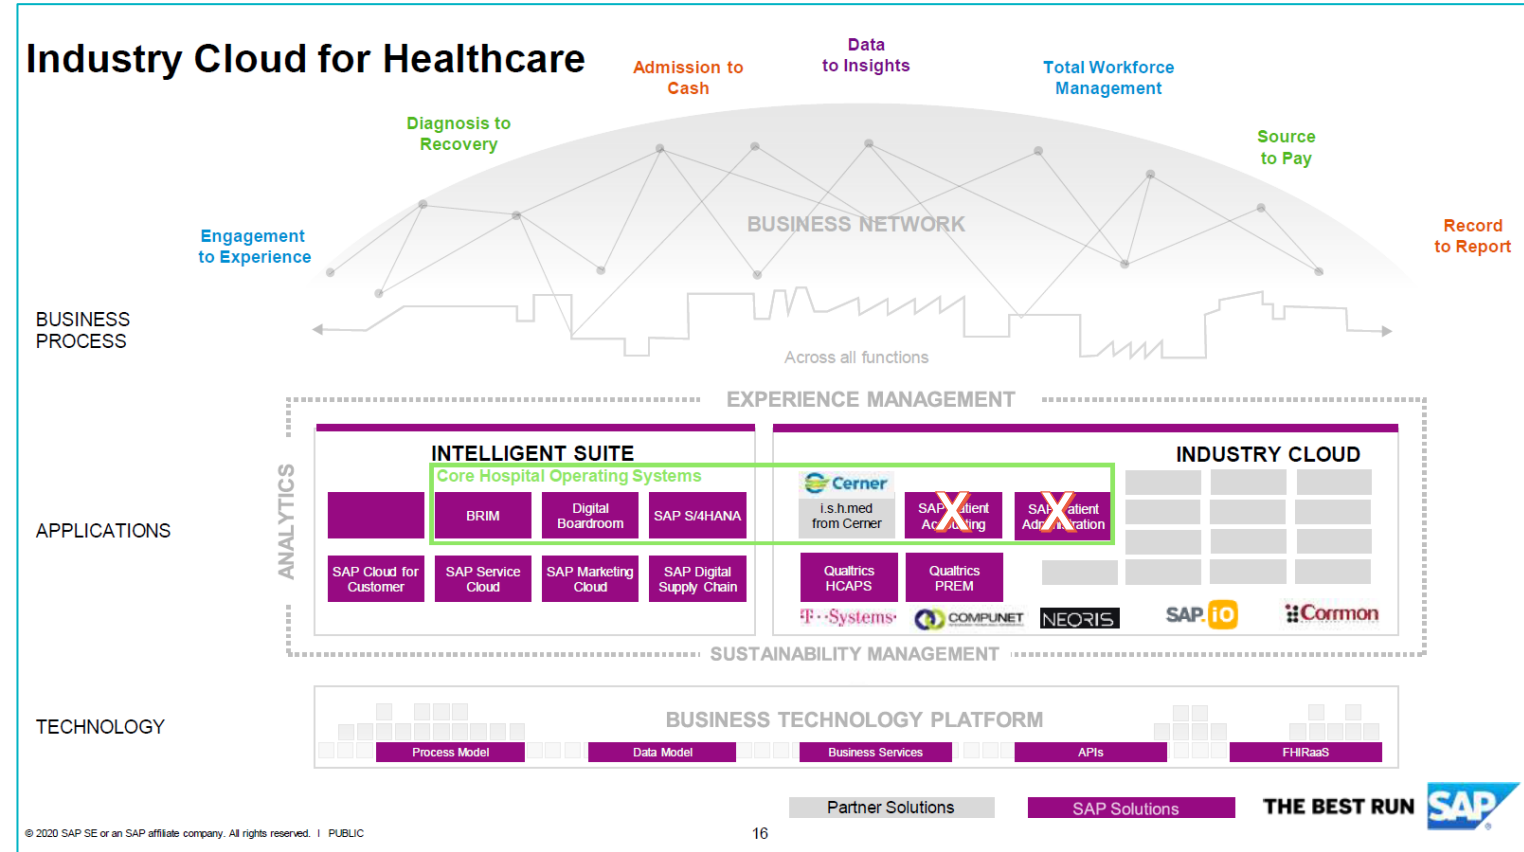 Industry Cloud for Healthcare
Data
to Insights
Admission to
Cash
Total Workforce
Management
Diagnosis to
Recovery
Source
to Pay
BUSINESS NETWORK
Engagement
to Experience
Record
to Report
BUSINESS
PROCESS
Across all functions
EXPERIENCE MANAGEMENT
ANALYTICS
INTELLIGENT SUITE
INDUSTRY CLOUD
Core Hospital Operating Systems
Cerner
APPLICATIONS
BRIM
Digital
Boardroom
SAP S/4HANA
i.s.h.med
from Cerner
SAP
X
SAP
X
SAP Cloud for
Customer
SAP Service
Cloud
SAP Marketing
Cloud
SAP Digital
Supply Chain
Qualtrics
HCAPS
Qualtrics
PREM
T··Systems·
COMPUNET
NEORIS
SAP.iO
SUSTAINABILITY MANAGEMENT
TECHNOLOGY
BUSINESS TECHNOLOGY PLATFORM
Process Model
Data Model
Business Services
APIs
FHIRaaS
Partner Solutions
SAP Solutions
THE BEST RUN SAP
© 2020 SAP SE or an SAP affiliate company. All rights reserved. | PUBLIC
16